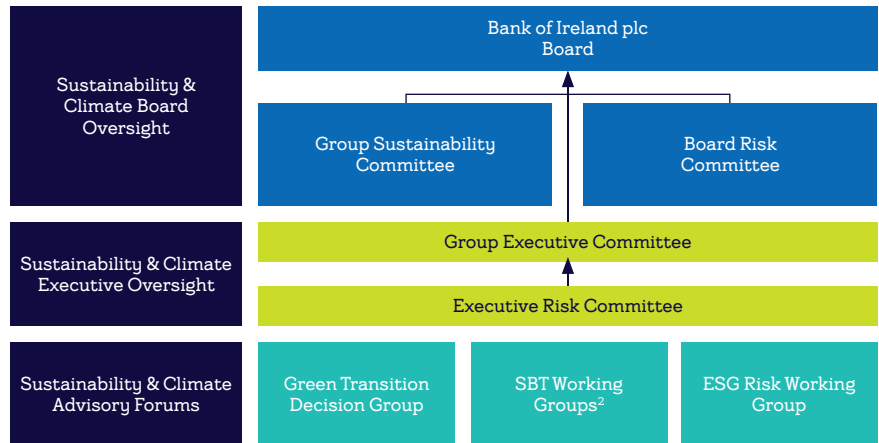 Bank of Ireland plc
Board
Sustainability &
Climate Board
Oversight
Group Sustainability
Committee
Board Risk
Committee
Sustainability & Climate
Executive Oversight
Group Executive Committee
Executive Risk Committee
Sustainability & Climate
Advisory Forums
Green Transition
Decision Group
SBT Working
Groups²
ESG Risk Working
Group